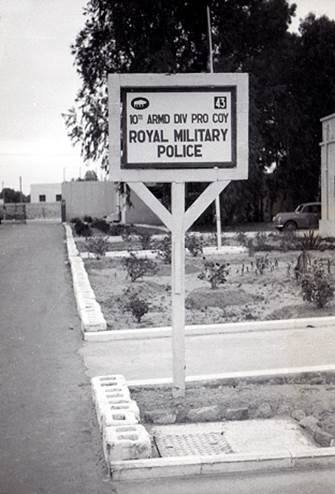 43
10TH ARMD DIV PRO COY
ROYAL MILITARY
POLICE